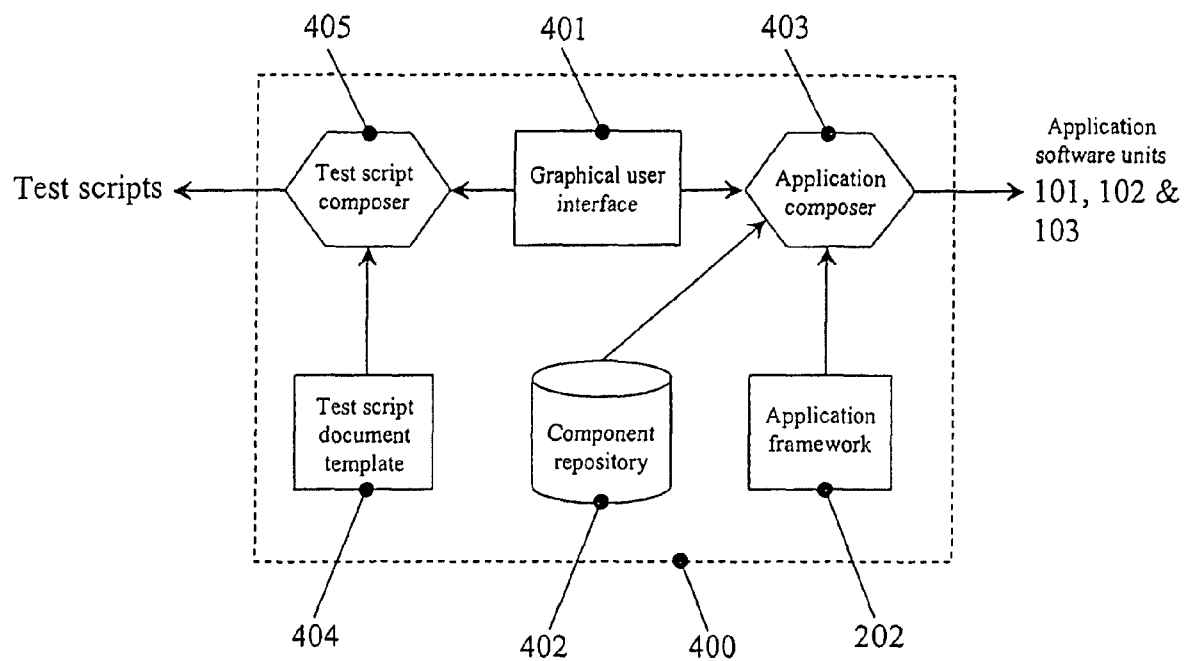 405
401
403
Test script
composer
Graphical user
interface
Application
composer
Test scripts
Application
software units
101, 102 &
103
Test script
document
template
Component
repository
Application
framework
404
402
400
202